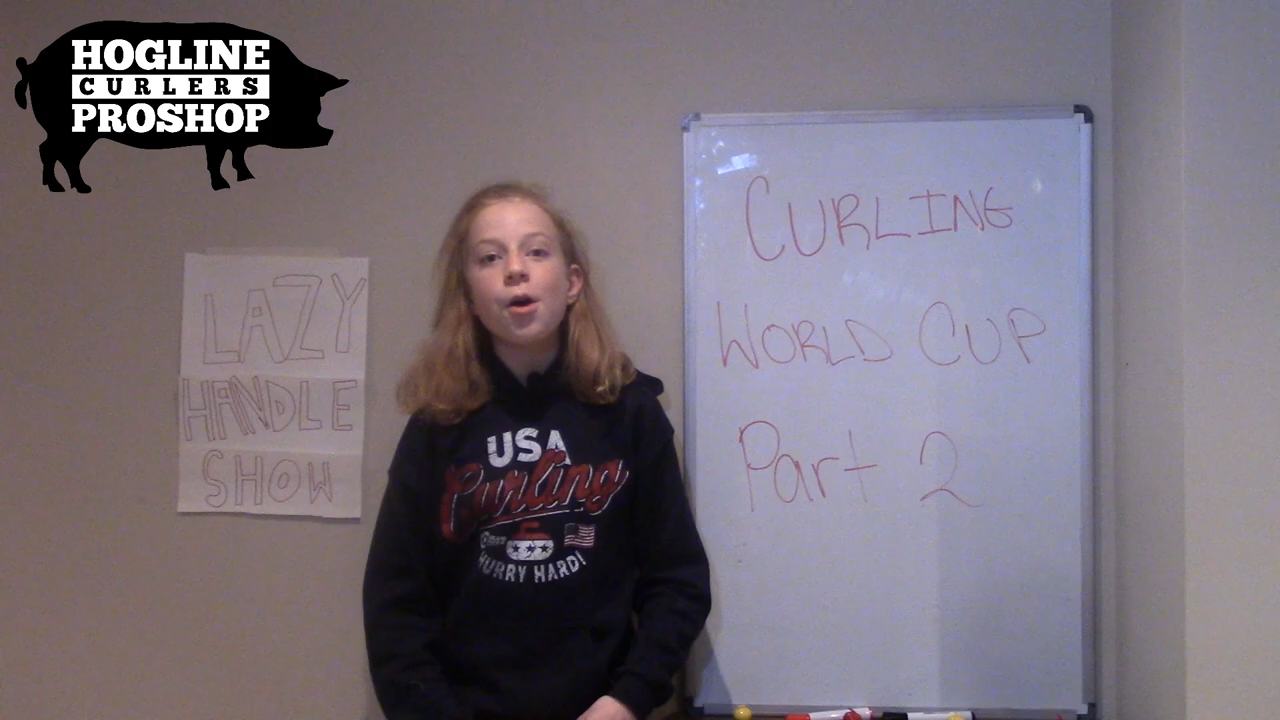 HOGLINE
CURLERS
PROSHOP
LAZY
HANDLE
SHOW
USA
Curling
HURRY HARD!
CURLING
WORLD CUP
Part 2